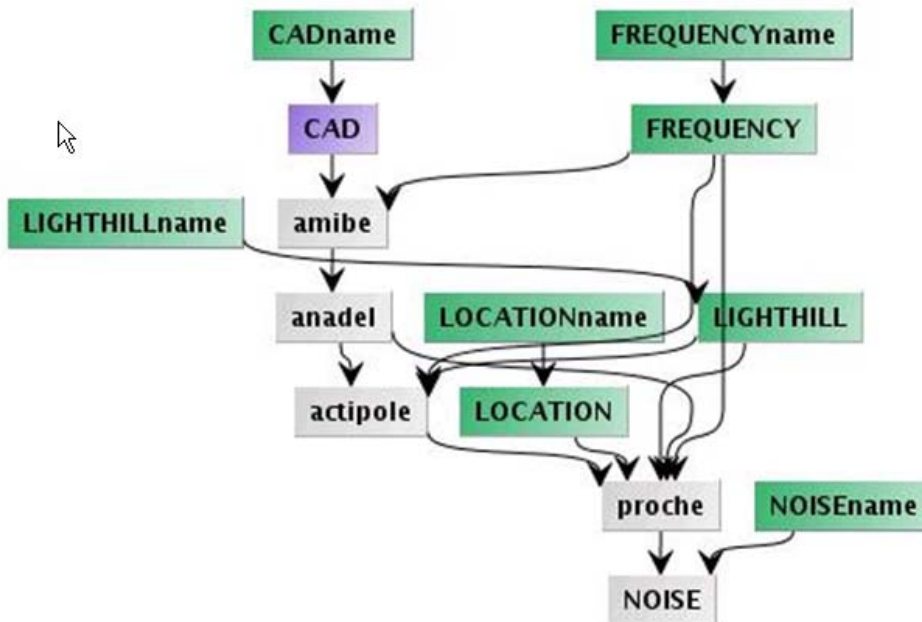 CADname
FREQUENCYname
CAD
FREQUENCY
LIGHTHILLname
amibe
anadel
LOCATIONname
LIGHTHILL
actipole
LOCATION
proche
NOISEname
NOISE